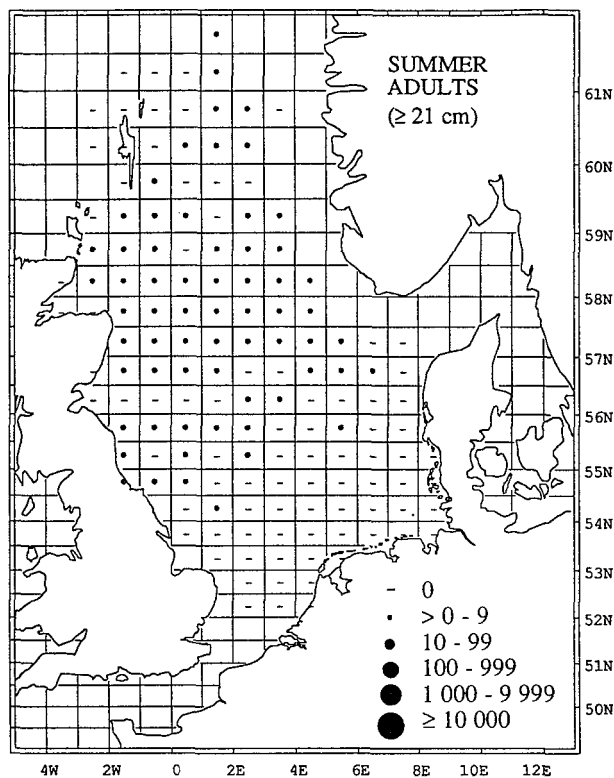 SUMMER
ADULTS
(≥ 21 cm)
61N
60N
59N
58N
57N
56N
55N
54N
53N
52N
51N
50N
- 0
> 0 - 9
10 - 99
100 - 999
1 000 - 9 999
≥ 10 000
4W 2W 0 2E 4E 6E 8E 10E 12E